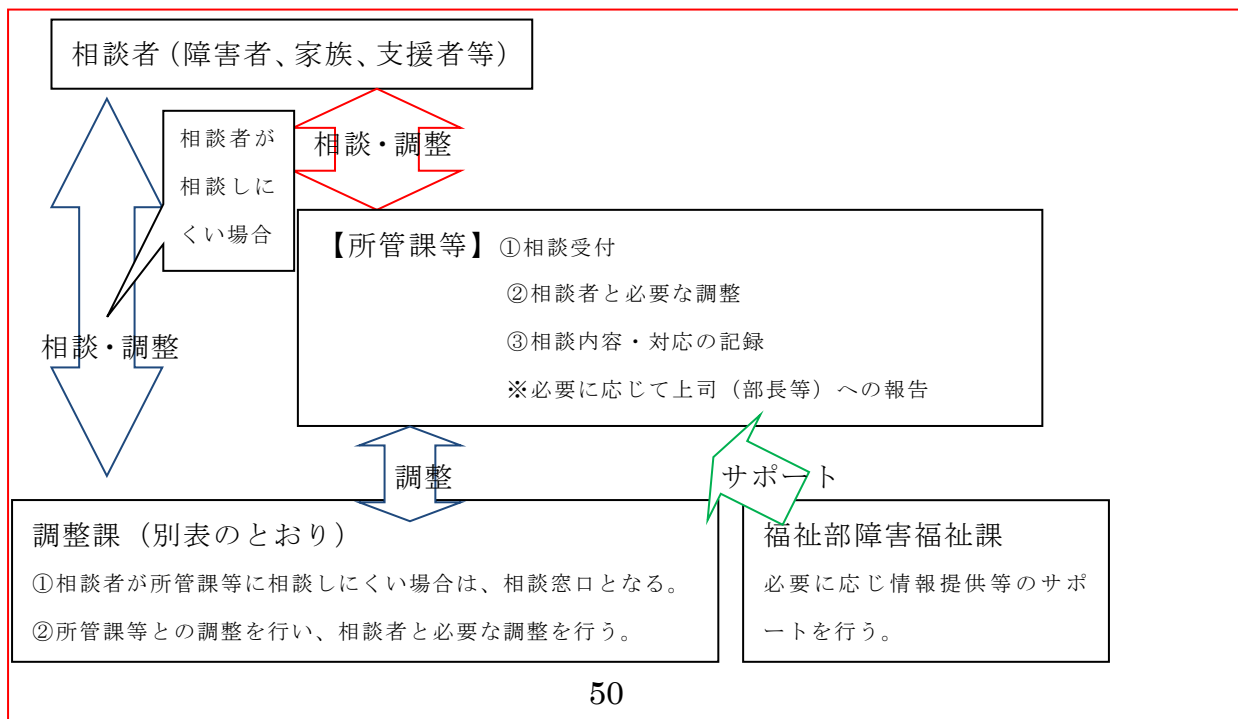 相談者（障害者、家族、支援者等）
相談者が
相談しに
くい場合
相談・調整
【所管課等】①相談受付
②相談者と必要な調整
③相談内容・対応の記録
※必要に応じて上司（部長等）への報告
相談・調整
調整
サポート
調整課（別表のとおり）
①相談者が所管課等に相談しにくい場合は、相談窓口となる。
②所管課等との調整を行い、相談者と必要な調整を行う。
福祉部障害福祉課
必要に応じ情報提供等のサポ
ートを行う。
50